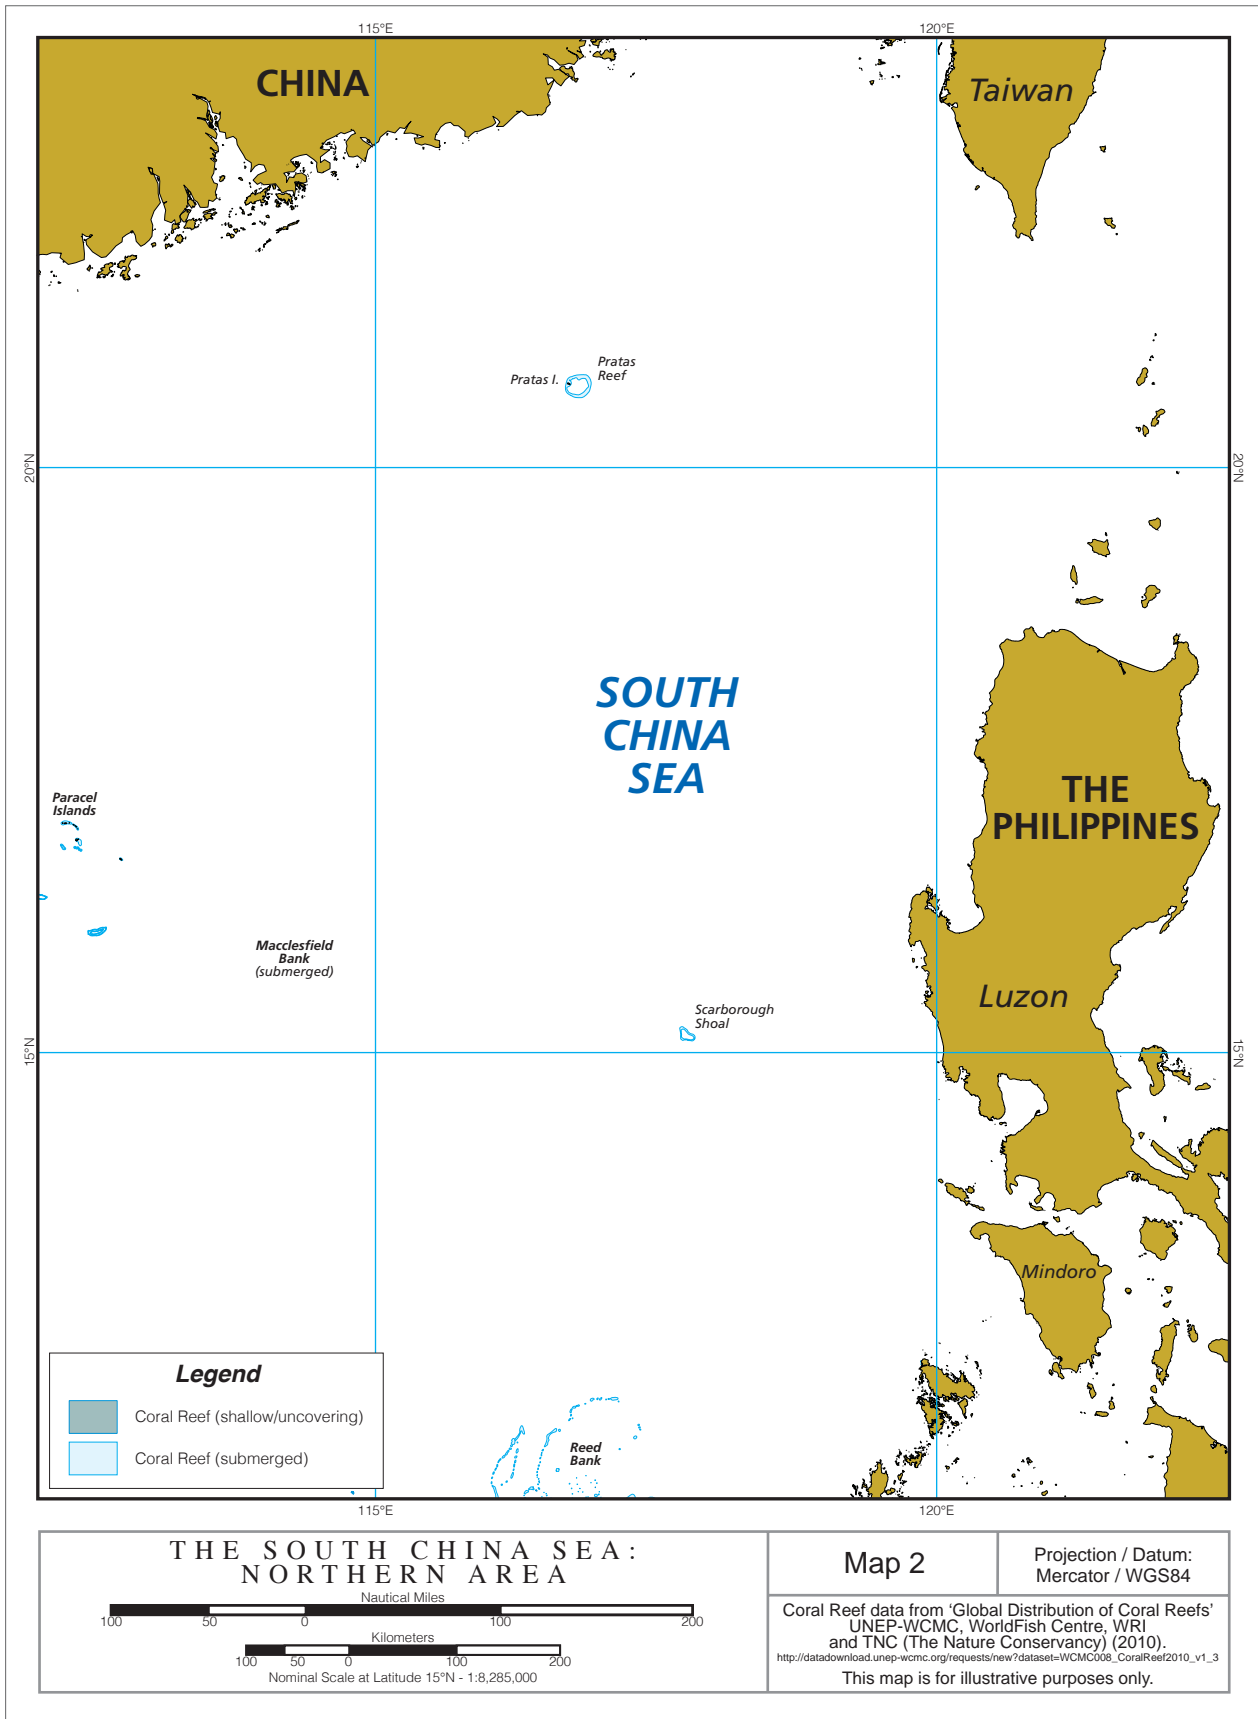 115°E
120°E
CHINA
Taiwan
Pratas I.
Pratas
Reef
20°N
20°N
SOUTH
CHINA
SEA
THE
PHILIPPINES
Paracel
Islands
Macclesfield
Bank
(submerged)
Luzon
Scarborough
Shoal
15°N
15°N
Mindoro
Legend
Coral Reef (shallow/uncovering)
Coral Reef (submerged)
Reed
Bank
115°E
120°E
THE SOUTH CHINA SEA:
NORTHERN AREA
Nautical Miles
100 50 0 100 200
Kilometers
100 50 0 100 200
Nominal Scale at Latitude 15°N - 1:8,285,000
Map 2
Projection / Datum:
Mercator / WGS84
Coral Reef data from ‘Global Distribution of Coral Reefs’
UNEP-WCMC, WorldFish Centre, WRI
and TNC (The Nature Conservancy) (2010).
http://datadownload.unep-wcmc.org/requests/new?dataset=WCMC008_CoralReef2010_v1_3
This map is for illustrative purposes only.